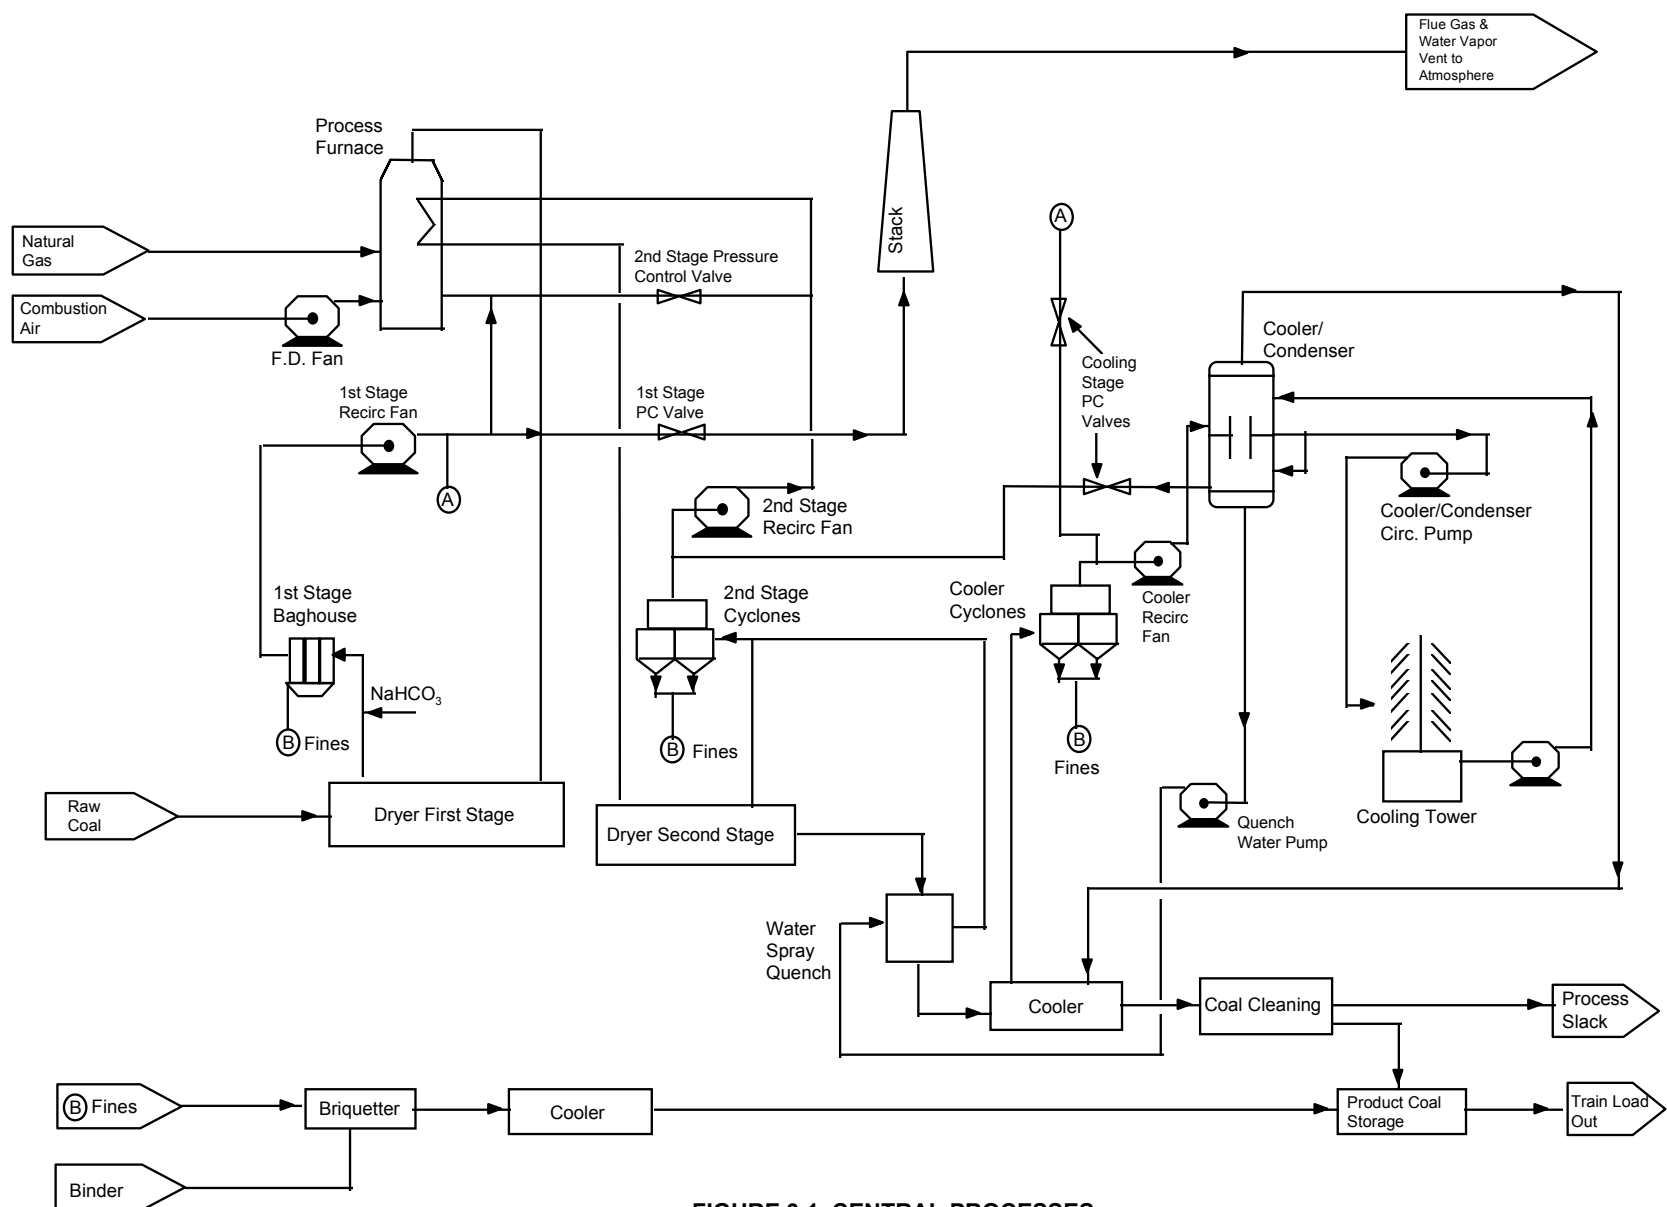 Flue Gas &
Water Vapor
Vent to
Atmosphere
Process
Furnace
Stack
A
Natural
Gas
2nd Stage Pressure
Control Valve
Combustion
Air
F.D. Fan
Cooler/
Condenser
Cooling
Stage
PC
Valves
1st Stage
Recirc Fan
1st Stage
PC Valve
A
2nd Stage
Recirc Fan
Cooler/Condenser
Circ. Pump
1st Stage
Baghouse
2nd Stage
Cyclones
Cooler
Cyclones
Cooler
Recirc
Fan
NaHCO3
B Fines
B Fines
B
Fines
Raw
Coal
Dryer First Stage
Dryer Second Stage
Quench
Water Pump
Cooling Tower
Water
Spray
Quench
Cooler
Coal Cleaning
Process
Slack
B Fines
Briquetter
Cooler
Product Coal
Storage
Train Load
Out
Binder